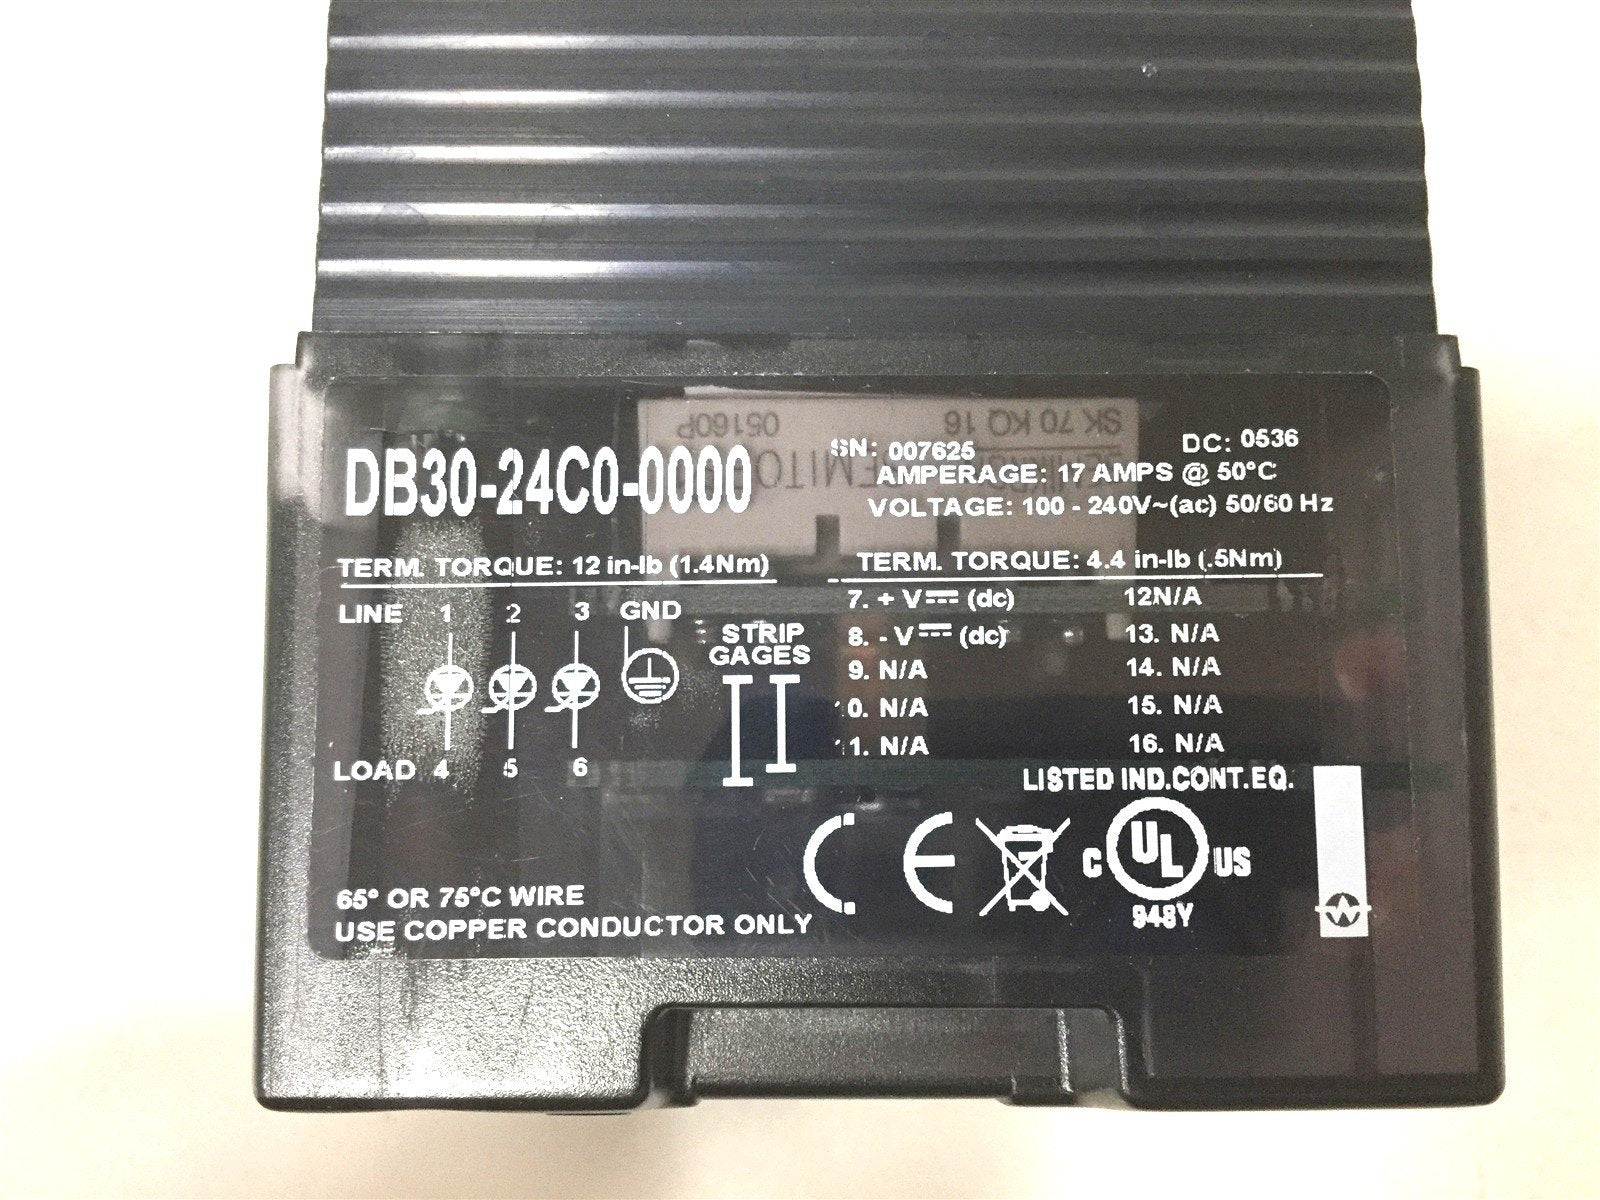 SK 70 KQ 16 05160P
DB30-24C0-0000
SN: 007625 DC: 0536
AMPERAGE: 17 AMPS @ 50°C
VOLTAGE: 100 - 240V~(ac) 50/60 Hz
TERM. TORQUE: 12 in-lb (1.4Nm)
LINE 1 2 3 GND
LOAD 4 5 6
STRIP
GAGES
TERM. TORQUE: 4.4 in-lb (.5Nm)
7. + V⎓ (dc) 12N/A
8. - V⎓ (dc) 13. N/A
9. N/A 14. N/A
10. N/A 15. N/A
11. N/A 16. N/A
LISTED IND.CONT.EQ.
CE
C UL US
948Y
65° OR 75°C WIRE
USE COPPER CONDUCTOR ONLY